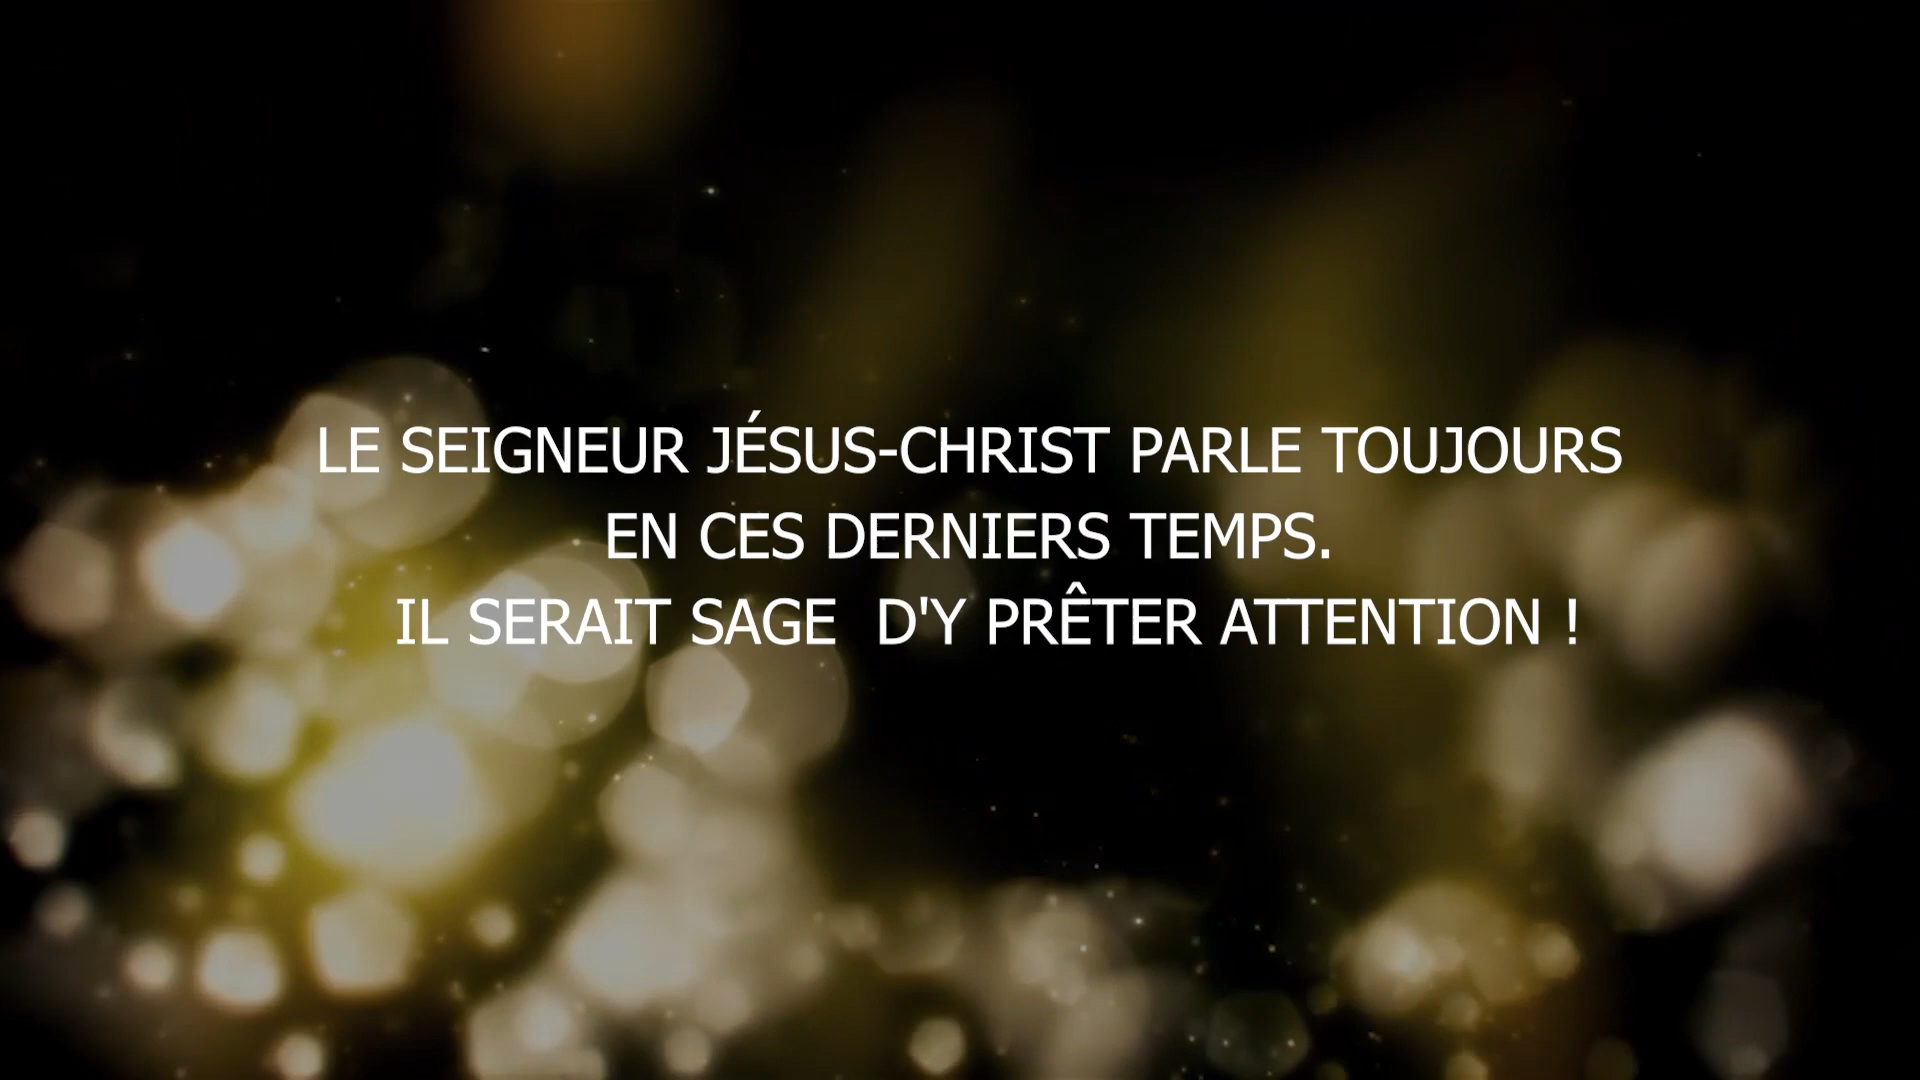 LE SEIGNEUR JÉSUS-CHRIST PARLE TOUJOURS
EN CES DERNIERS TEMPS.
IL SERAIT SAGE  D'Y PRÊTER ATTENTION !